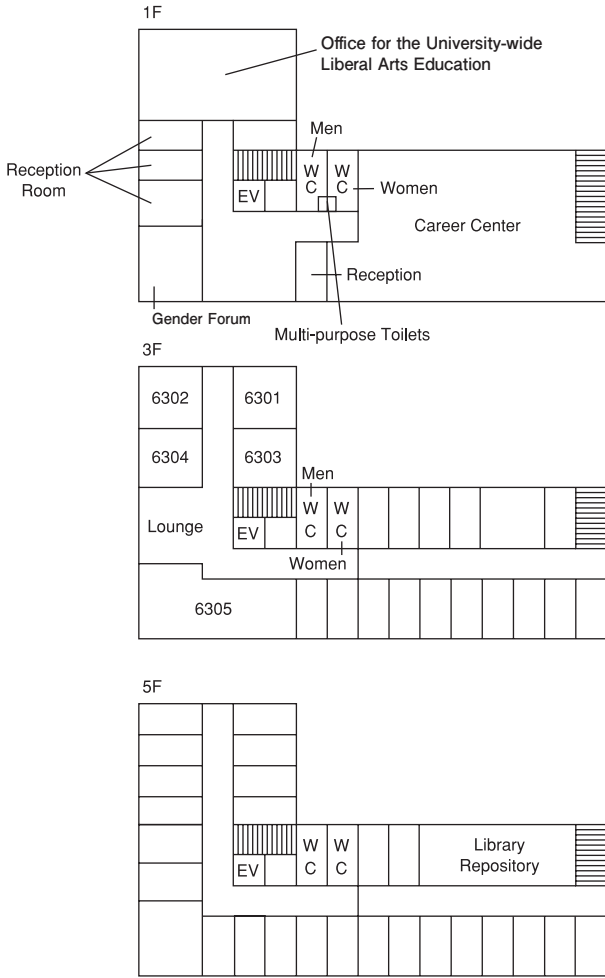 1F
Office for the University-wide
Liberal Arts Education
Men
Reception
Room
W
C
W
C
Women
EV
Career Center
Reception
Gender Forum
Multi-purpose Toilets
3F
6302
6301
6304
6303
Men
Lounge
W
C
W
C
EV
Women
6305
5F
W
C
W
C
Library
Repository
EV